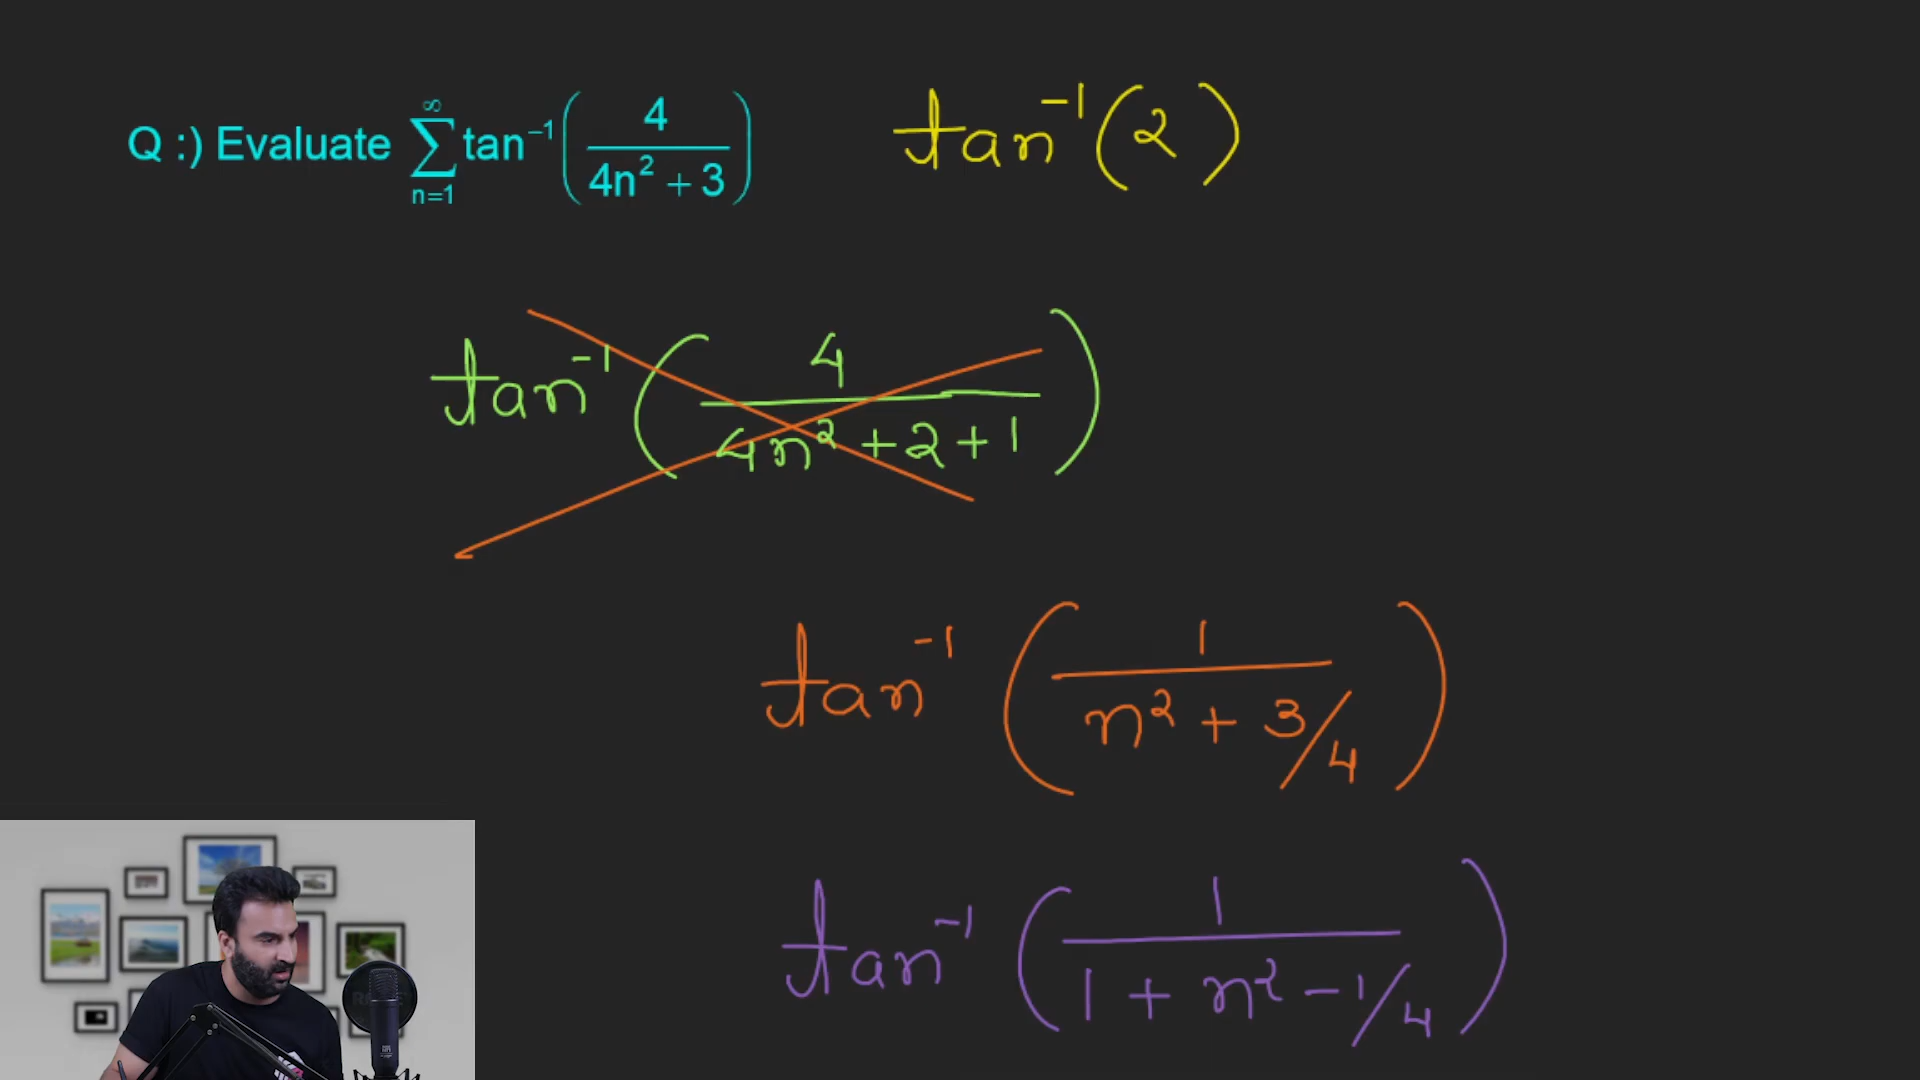 Q :) Evaluate ∞∑n=1 tan⁻¹(4/(4n² + 3)) tan⁻¹(2)
tan⁻¹(4/(4n² + 2 + 1))
tan⁻¹(1/(n² + 3/4))
tan⁻¹(1/(1 + n² - 1/4))